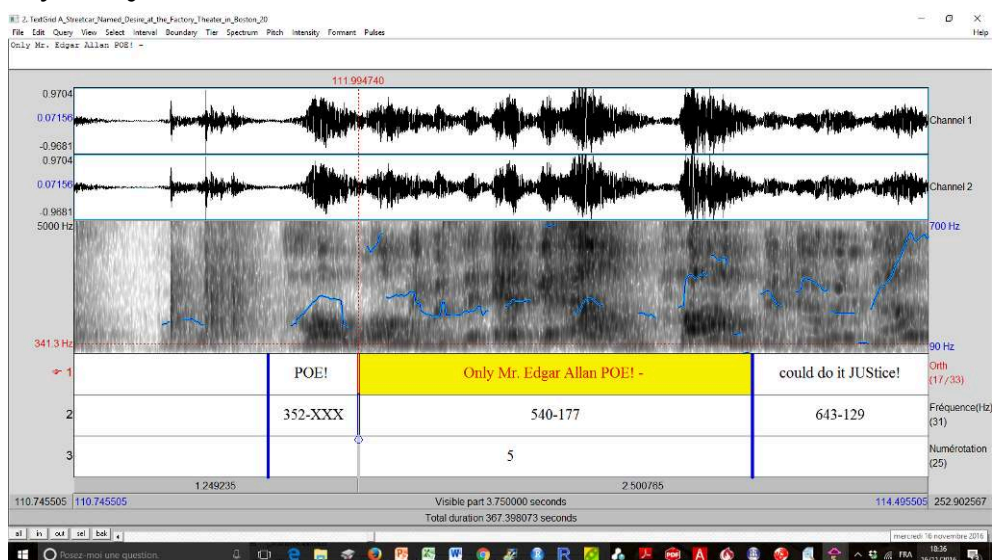 2. TextGrid A_Streetcar_Named_Desire_at_the_Factory_Theater_in_Boston_20
File Edit Query View Select Interval Boundary Tier Spectrum Pitch Intensity Formant Pulses Help
Only Mr. Edgar Allan POE! -
111.994740
0.9704
0.07156
-0.9681
Channel 1
0.9704
0.07156
-0.9681
Channel 2
5000 Hz 700 Hz
341.3 Hz 90 Hz
1 POE! Only Mr. Edgar Allan POE! - could do it JUStice! Orth
(17/33)
2 352-XXX 540-177 643-129 Fréquence(Hz)
(31)
3 5 Numérotation
(25)
1.249235 2.500765
110.745505 110.745505 Visible part 3.750000 seconds 114.495505 252.902567
Total duration 367.398073 seconds
all in out sel bak
mercredi 16 novembre 2016
Posez-moi une question. FRA 10:36
16/11/2016